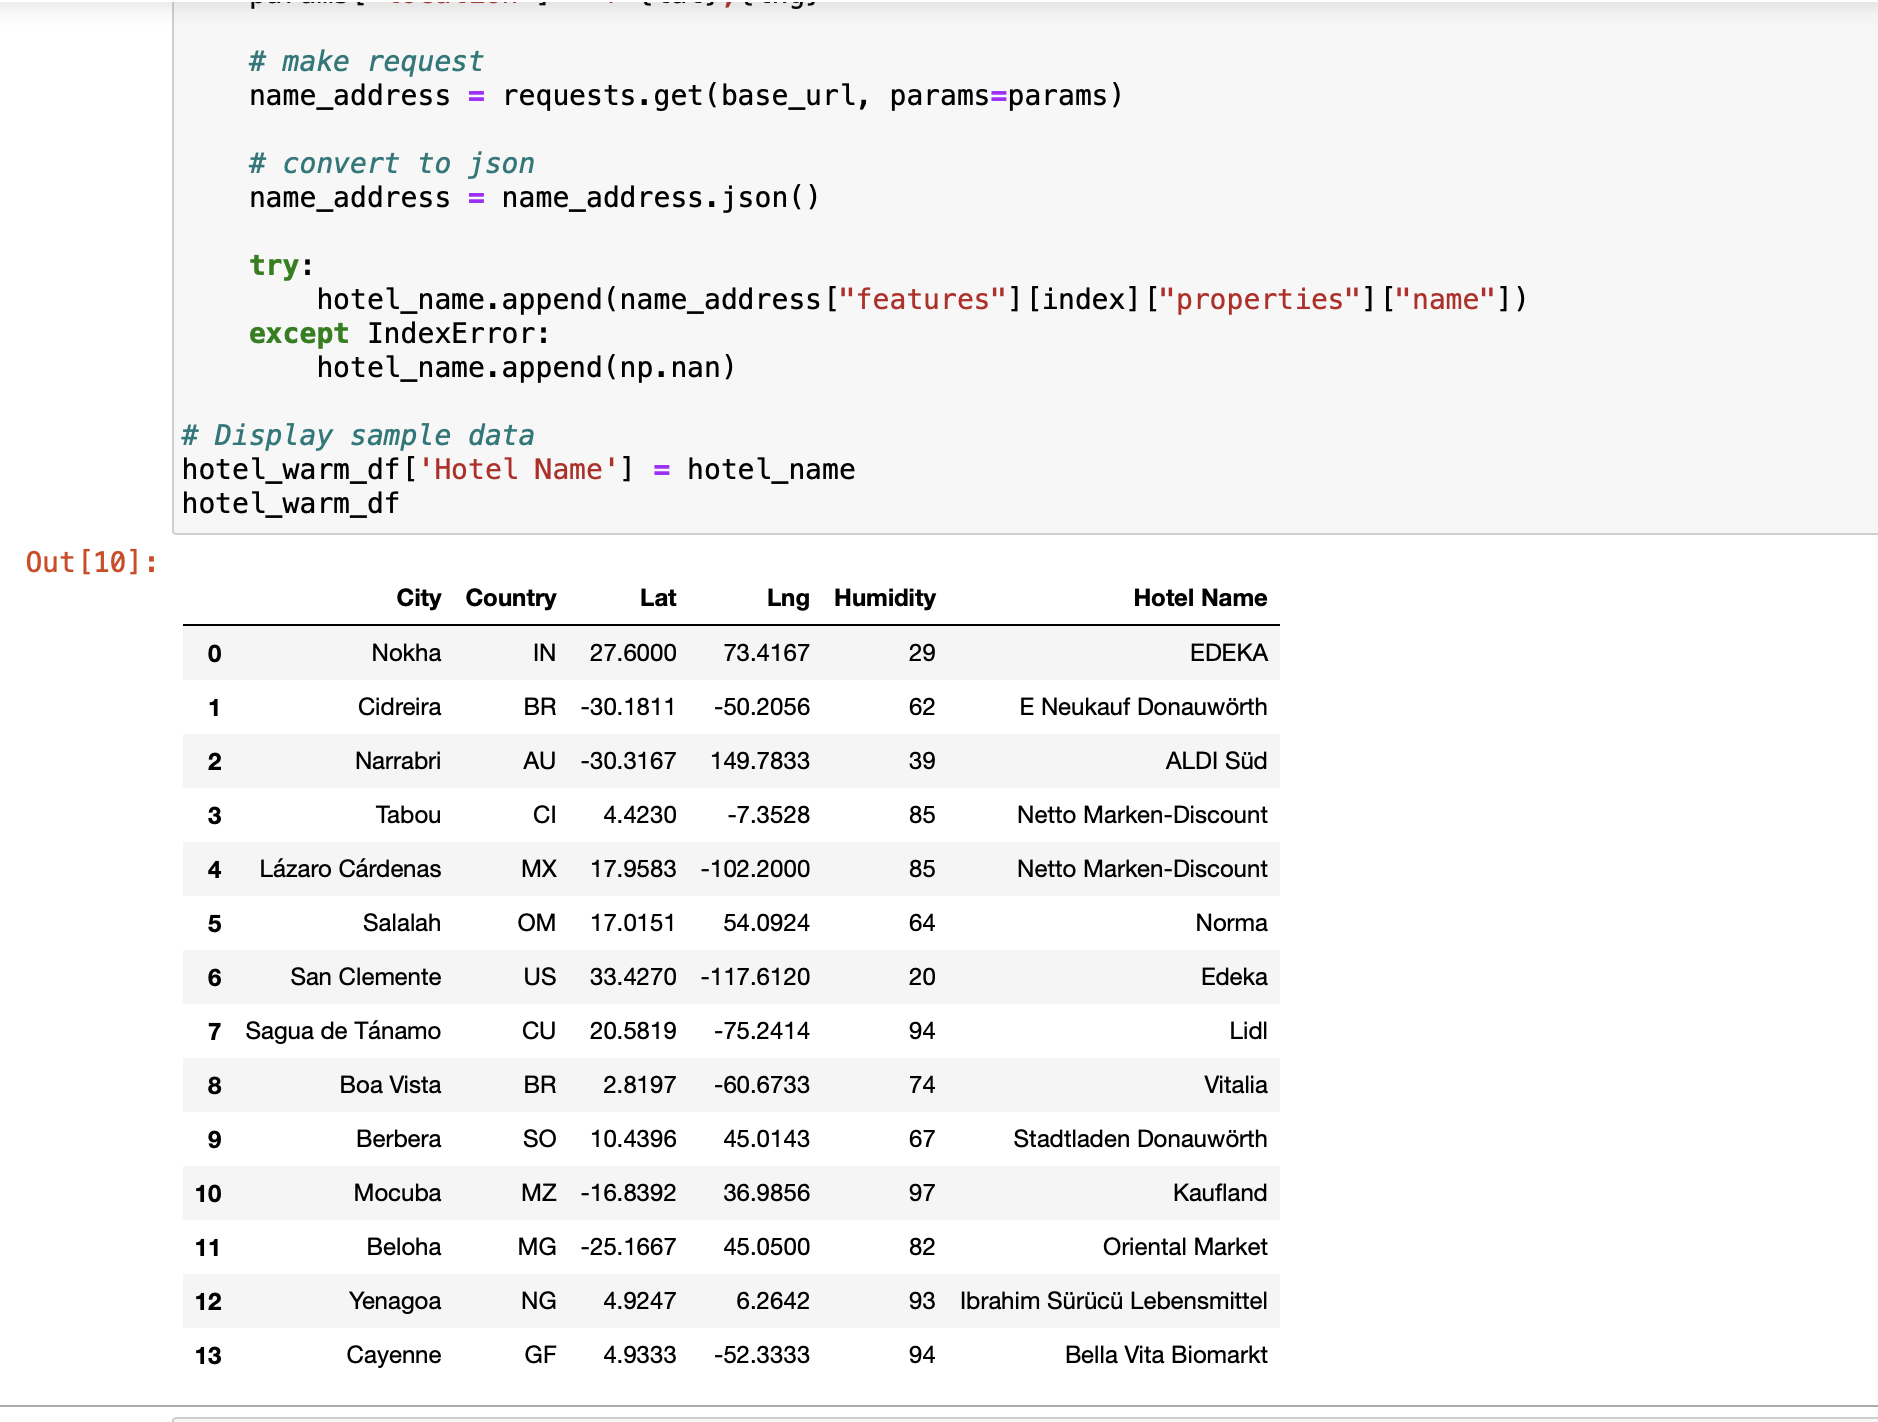 # make request
name_address = requests.get(base_url, params=params)
# convert to json
name_address = name_address.json()
try:
hotel_name.append(name_address["features"][index]["properties"]["name"])
except IndexError:
hotel_name.append(np.nan)
# Display sample data
hotel_warm_df['Hotel Name'] = hotel_name
hotel_warm_df
Out[10]:
City Country Lat Lng Humidity Hotel Name
0 Nokha IN 27.6000 73.4167 29 EDEKA
1 Cidreira BR -30.1811 -50.2056 62 E Neukauf Donauwörth
2 Narrabri AU -30.3167 149.7833 39 ALDI Süd
3 Tabou CI 4.4230 -7.3528 85 Netto Marken-Discount
4 Lázaro Cárdenas MX 17.9583 -102.2000 85 Netto Marken-Discount
5 Salalah OM 17.0151 54.0924 64 Norma
6 San Clemente US 33.4270 -117.6120 20 Edeka
7 Sagua de Tánamo CU 20.5819 -75.2414 94 Lidl
8 Boa Vista BR 2.8197 -60.6733 74 Vitalia
9 Berbera SO 10.4396 45.0143 67 Stadtladen Donauwörth
10 Mocuba MZ -16.8392 36.9856 97 Kaufland
11 Beloha MG -25.1667 45.0500 82 Oriental Market
12 Yenagoa NG 4.9247 6.2642 93 Ibrahim Sürücü Lebensmittel
13 Cayenne GF 4.9333 -52.3333 94 Bella Vita Biomarkt